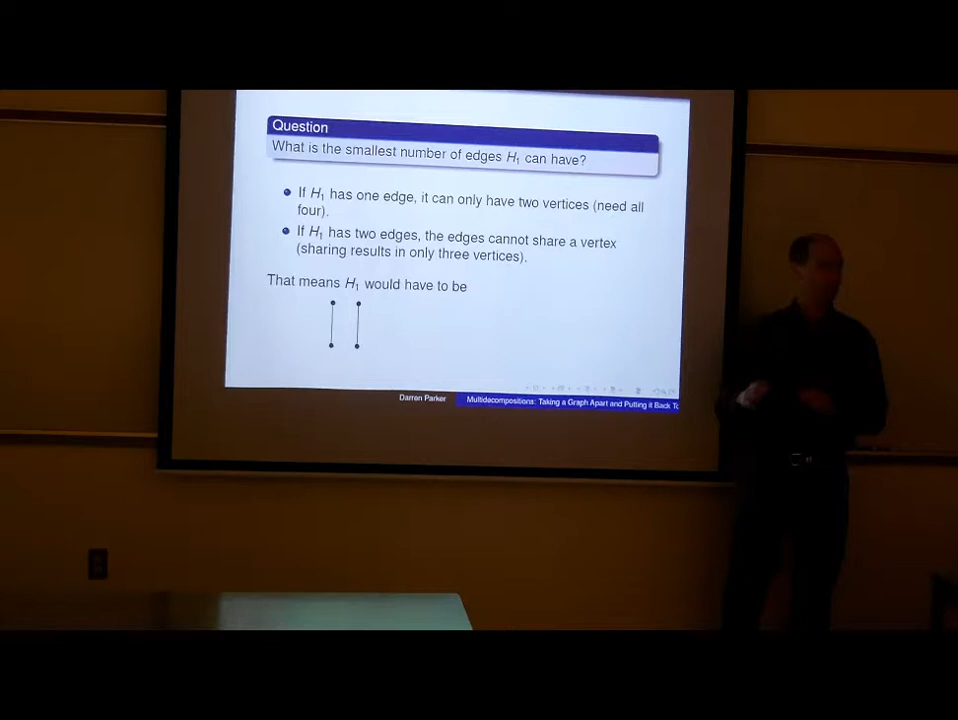 Question
What is the smallest number of edges H1 can have?
If H1 has one edge, it can only have two vertices (need all
four).
If H1 has two edges, the edges cannot share a vertex
(sharing results in only three vertices).
That means H1 would have to be
Darren Parker
Multidecompositions: Taking a Graph Apart and Putting it Back To